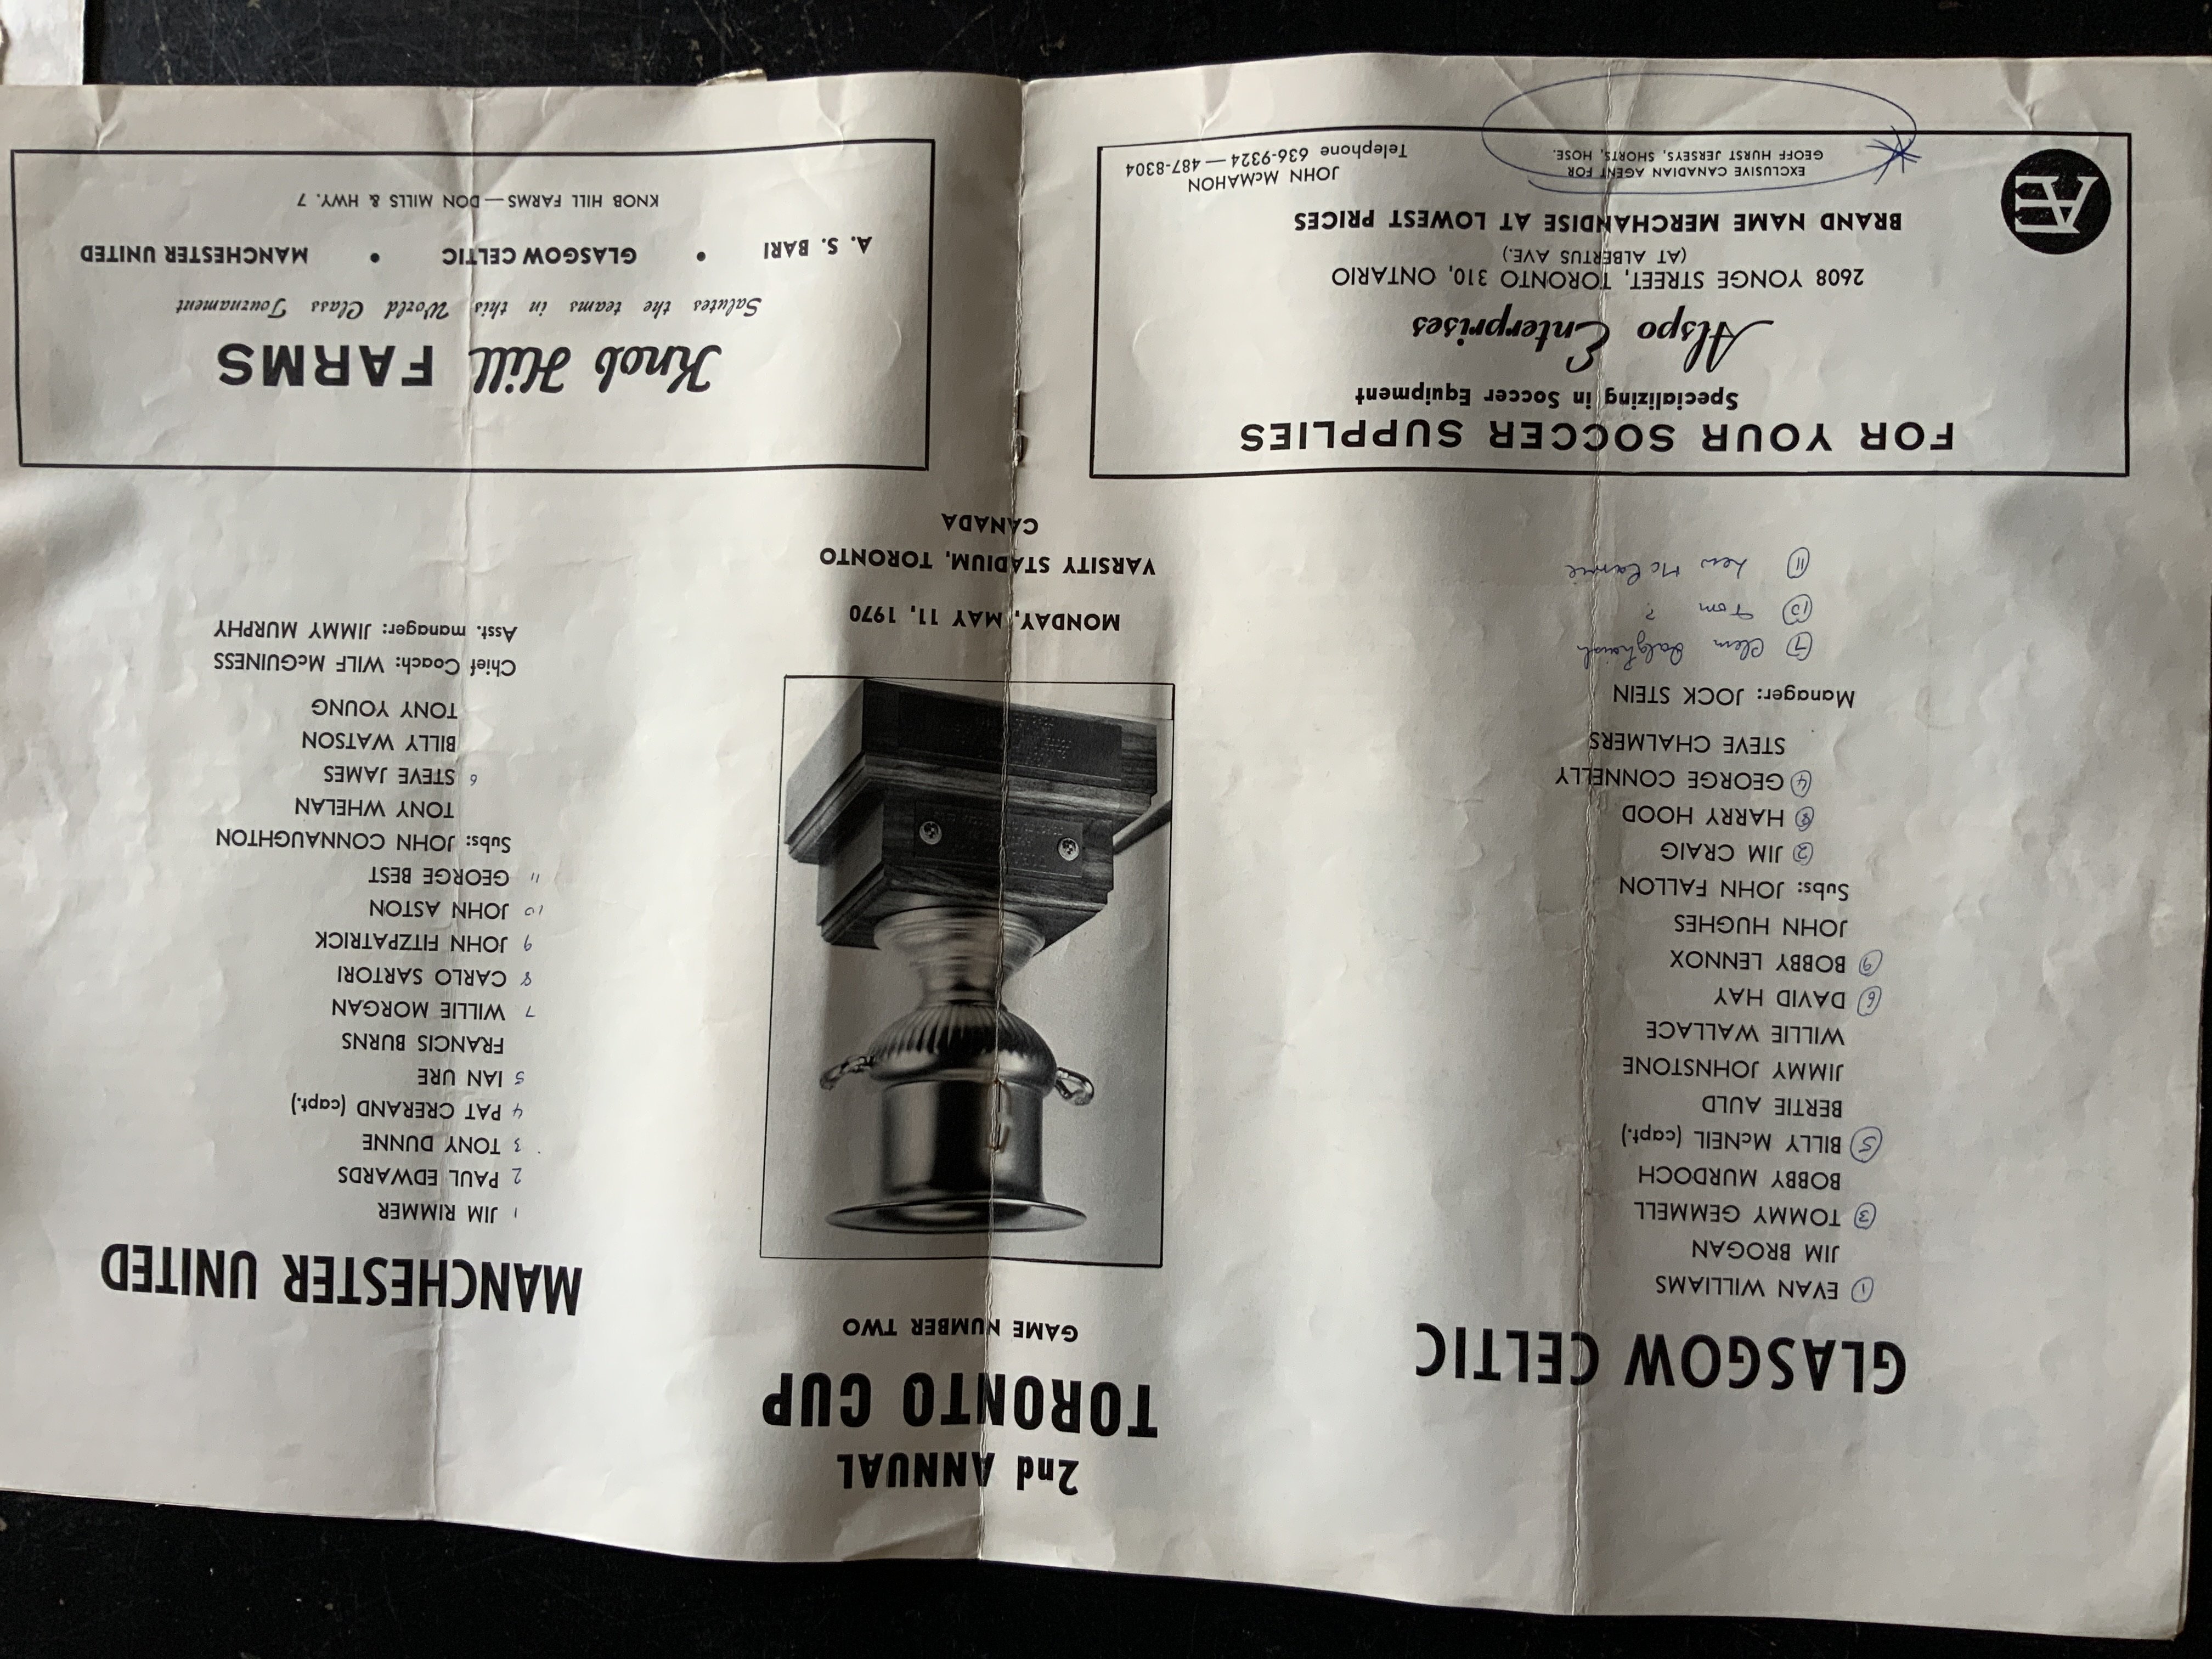 2nd ANNUAL
TORONTO CUP
GAME NUMBER TWO
GLASGOW CELTIC
① EVAN WILLIAMS
JIM BROGAN
③ TOMMY GEMMELL
BOBBY MURDOCH
⑤ BILLY McNEIL (capt.)
BERTIE AULD
JIMMY JOHNSTONE
WILLIE WALLACE
⑥ DAVID HAY
⑨ BOBBY LENNOX
JOHN HUGHES
Subs: JOHN FALLON
② JIM CRAIG
⑧ HARRY HOOD
④ GEORGE CONNELLY
STEVE CHALMERS
Manager: JOCK STEIN
⑦ Clem
⑩ Tom ?
⑪ Lew McCannie
MANCHESTER UNITED
1 JIM RIMMER
2 PAUL EDWARDS
3 TONY DUNNE
4 PAT CRERAND (capt.)
5 IAN URE
FRANCIS BURNS
7 WILLIE MORGAN
8 CARLO SARTORI
9 JOHN FITZPATRICK
10 JOHN ASTON
11 GEORGE BEST
Subs: JOHN CONNAUGHTON
TONY WHELAN
6 STEVE JAMES
BILLY WATSON
TONY YOUNG
Chief Coach: WILF McGUINESS
Asst. manager: JIMMY MURPHY
MONDAY, MAY 11, 1970
VARSITY STADIUM, TORONTO
CANADA
FOR YOUR SOCCER SUPPLIES
Specializing in Soccer Equipment
Alspo Enterprises
2608 YONGE STREET, TORONTO 310, ONTARIO
(AT ALBERTUS AVE.)
BRAND NAME MERCHANDISE AT LOWEST PRICES
AE
EXCLUSIVE CANADIAN AGENT FOR
GEOFF HURST JERSEYS, SHORTS, HOSE.
JOHN McMAHON
Telephone 636-9324 — 487-8304
Knob Hill FARMS
Salutes the teams in this World Class Tournament
A. S. BARI • GLASGOW CELTIC • MANCHESTER UNITED
KNOB HILL FARMS — DON MILLS & HWY. 7